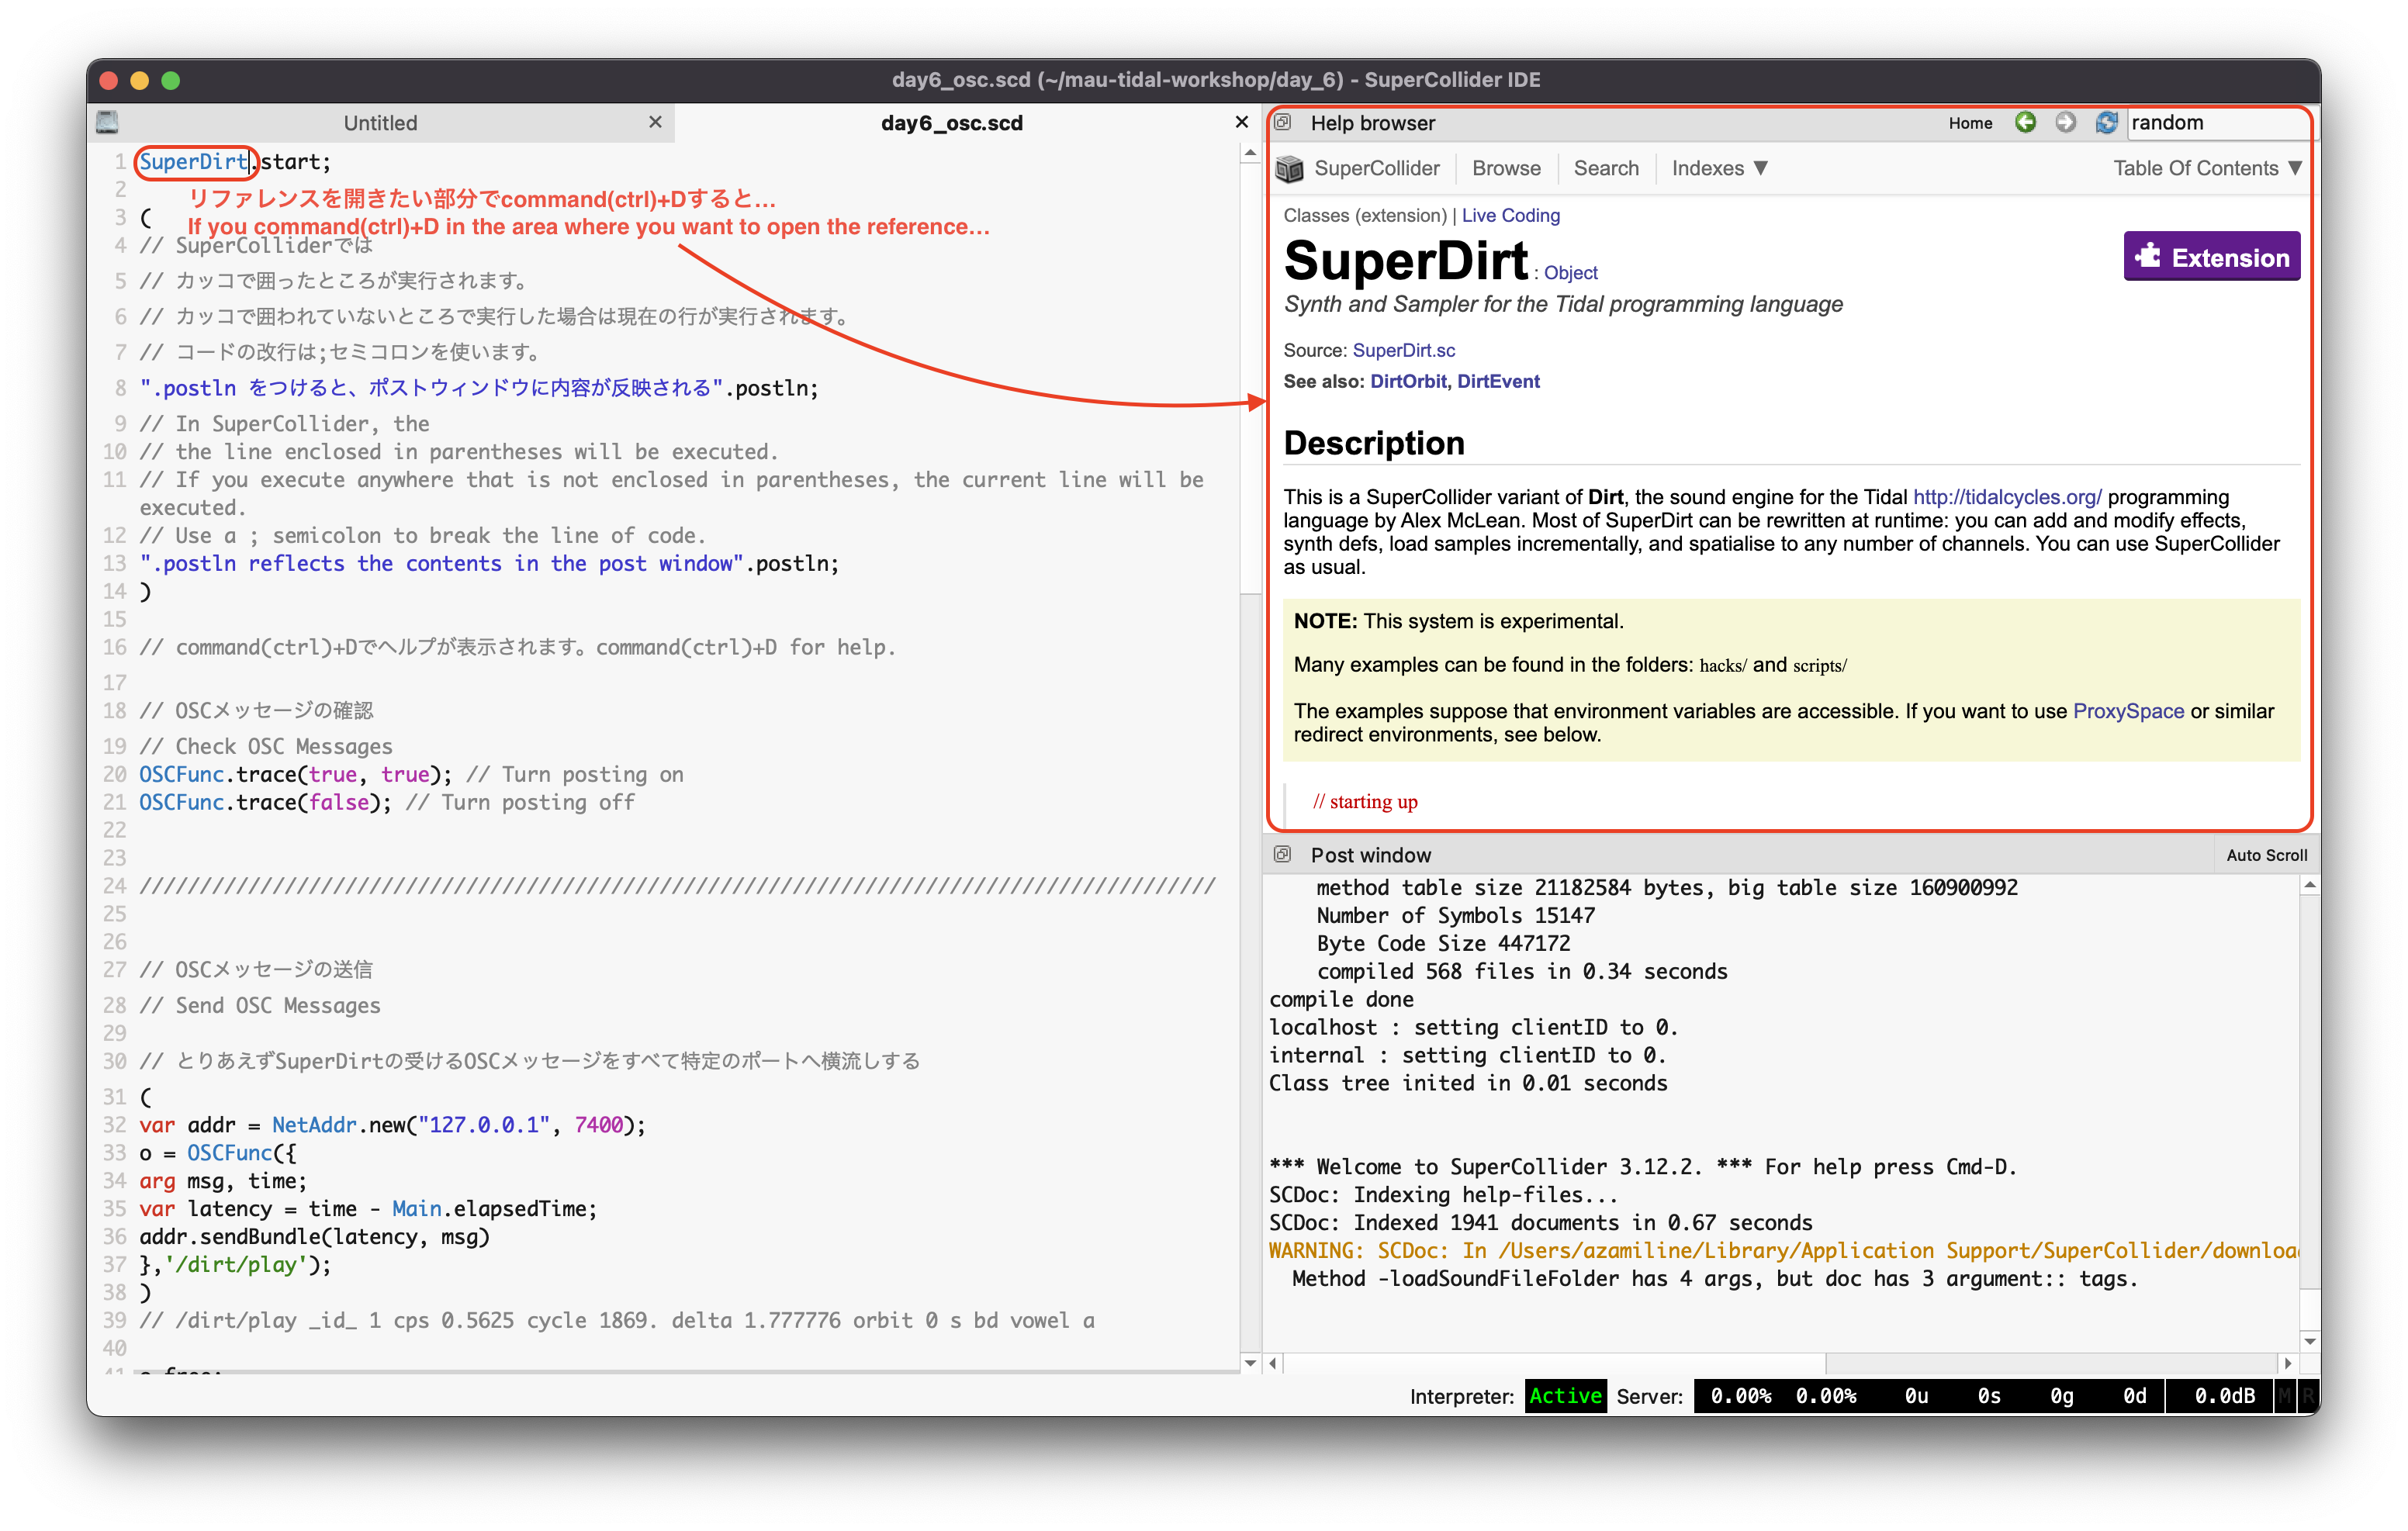 day6_osc.scd (~/mau-tidal-workshop/day_6) - SuperCollider IDE
Untitled
day6_osc.scd
1 SuperDirt.start;
2
リファレンスを開きたい部分でcommand(ctrl)+Dすると…
If you command(ctrl)+D in the area where you want to open the reference…
3 (
4 // SuperColliderでは
5 // カッコで囲ったところが実行されます。
6 // カッコで囲われていないところで実行した場合は現在の行が実行されます。
7 // コードの改行は;セミコロンを使います。
8 ".postln をつけると、ポストウィンドウに内容が反映される".postln;
9 // In SuperCollider, the
10 // the line enclosed in parentheses will be executed.
11 // If you execute anywhere that is not enclosed in parentheses, the current line will be
executed.
12 // Use a ; semicolon to break the line of code.
13 ".postln reflects the contents in the post window".postln;
14 )
15
16 // command(ctrl)+Dでヘルプが表示されます。command(ctrl)+D for help.
17
18 // OSCメッセージの確認
19 // Check OSC Messages
20 OSCFunc.trace(true, true); // Turn posting on
21 OSCFunc.trace(false); // Turn posting off
22
23
24 /////////////////////////////////////////////////////////////////////////////////////////
25
26
27 // OSCメッセージの送信
28 // Send OSC Messages
29
30 // とりあえずSuperDirtの受けるOSCメッセージをすべて特定のポートへ横流しする
31 (
32 var addr = NetAddr.new("127.0.0.1", 7400);
33 o = OSCFunc({
34 arg msg, time;
35 var latency = time - Main.elapsedTime;
36 addr.sendBundle(latency, msg)
37 },'/dirt/play');
38 )
39 // /dirt/play _id_ 1 cps 0.5625 cycle 1869. delta 1.777776 orbit 0 s bd vowel a
40
Help browser
Home
random
SuperCollider
Browse
Search
Indexes ▼
Table Of Contents ▼
Classes (extension) | Live Coding
SuperDirt : Object
Extension
Synth and Sampler for the Tidal programming language
Source: SuperDirt.sc
See also: DirtOrbit, DirtEvent
Description
This is a SuperCollider variant of Dirt, the sound engine for the Tidal http://tidalcycles.org/ programming
language by Alex McLean. Most of SuperDirt can be rewritten at runtime: you can add and modify effects,
synth defs, load samples incrementally, and spatialise to any number of channels. You can use SuperCollider
as usual.
NOTE: This system is experimental.
Many examples can be found in the folders: hacks/ and scripts/
The examples suppose that environment variables are accessible. If you want to use ProxySpace or similar
redirect environments, see below.
// starting up
Post window
Auto Scroll
method table size 21182584 bytes, big table size 160900992
Number of Symbols 15147
Byte Code Size 447172
compiled 568 files in 0.34 seconds
compile done
localhost : setting clientID to 0.
internal : setting clientID to 0.
Class tree inited in 0.01 seconds
*** Welcome to SuperCollider 3.12.2. *** For help press Cmd-D.
SCDoc: Indexing help-files...
SCDoc: Indexed 1941 documents in 0.67 seconds
WARNING: SCDoc: In /Users/azamiline/Library/Application Support/SuperCollider/downloa
Method -loadSoundFileFolder has 4 args, but doc has 3 argument:: tags.
Interpreter: Active Server: 0.00% 0.00% 0u 0s 0g 0d 0.0dB M R